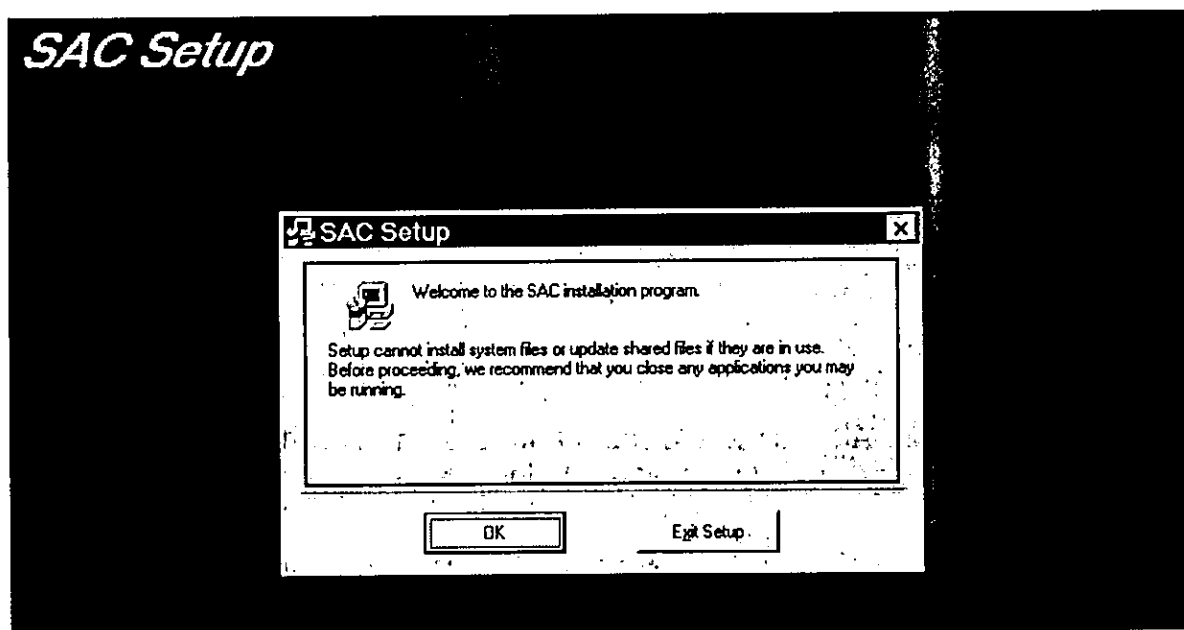 SAC Setup
SAC Setup
Welcome to the SAC installation program.
Setup cannot install system files or update shared files if they are in use.
Before proceeding, we recommend that you close any applications you may
be running.
OK
Exit Setup